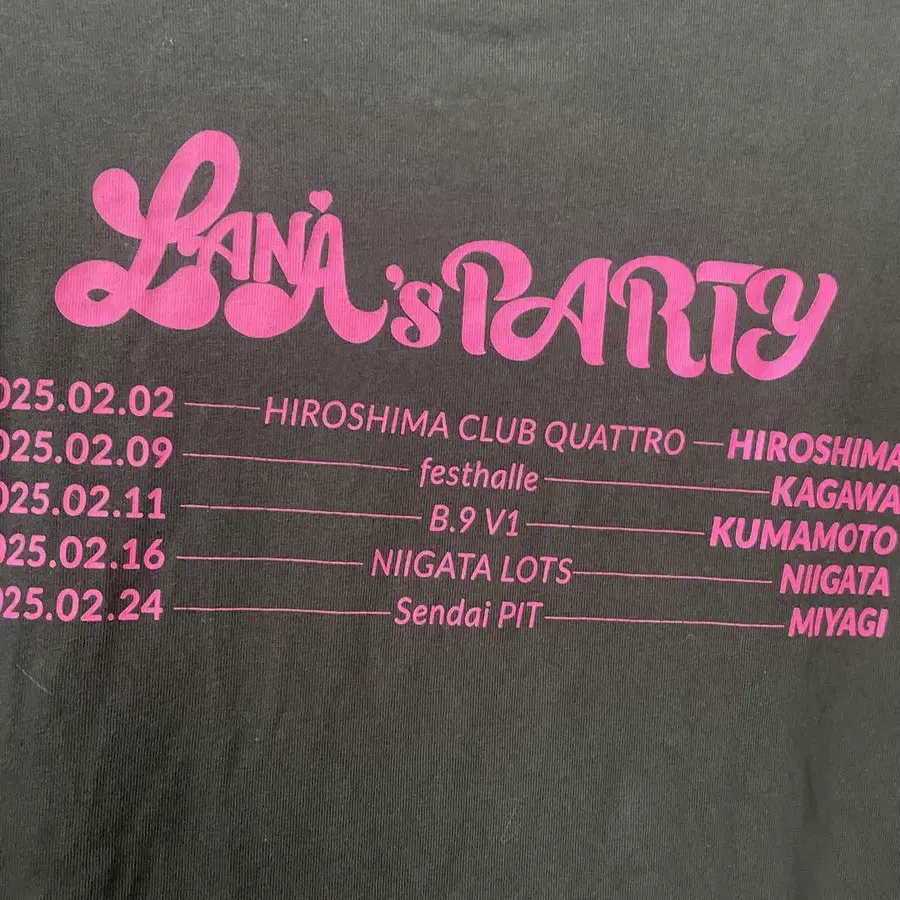 LANA's PARTY
025.02.02 HIROSHIMA CLUB QUATTRO HIROSHIMA
025.02.09 festhalle KAGAWA
025.02.11 B.9 V1 KUMAMOTO
025.02.16 NIIGATA LOTS NIIGATA
025.02.24 Sendai PIT MIYAGI